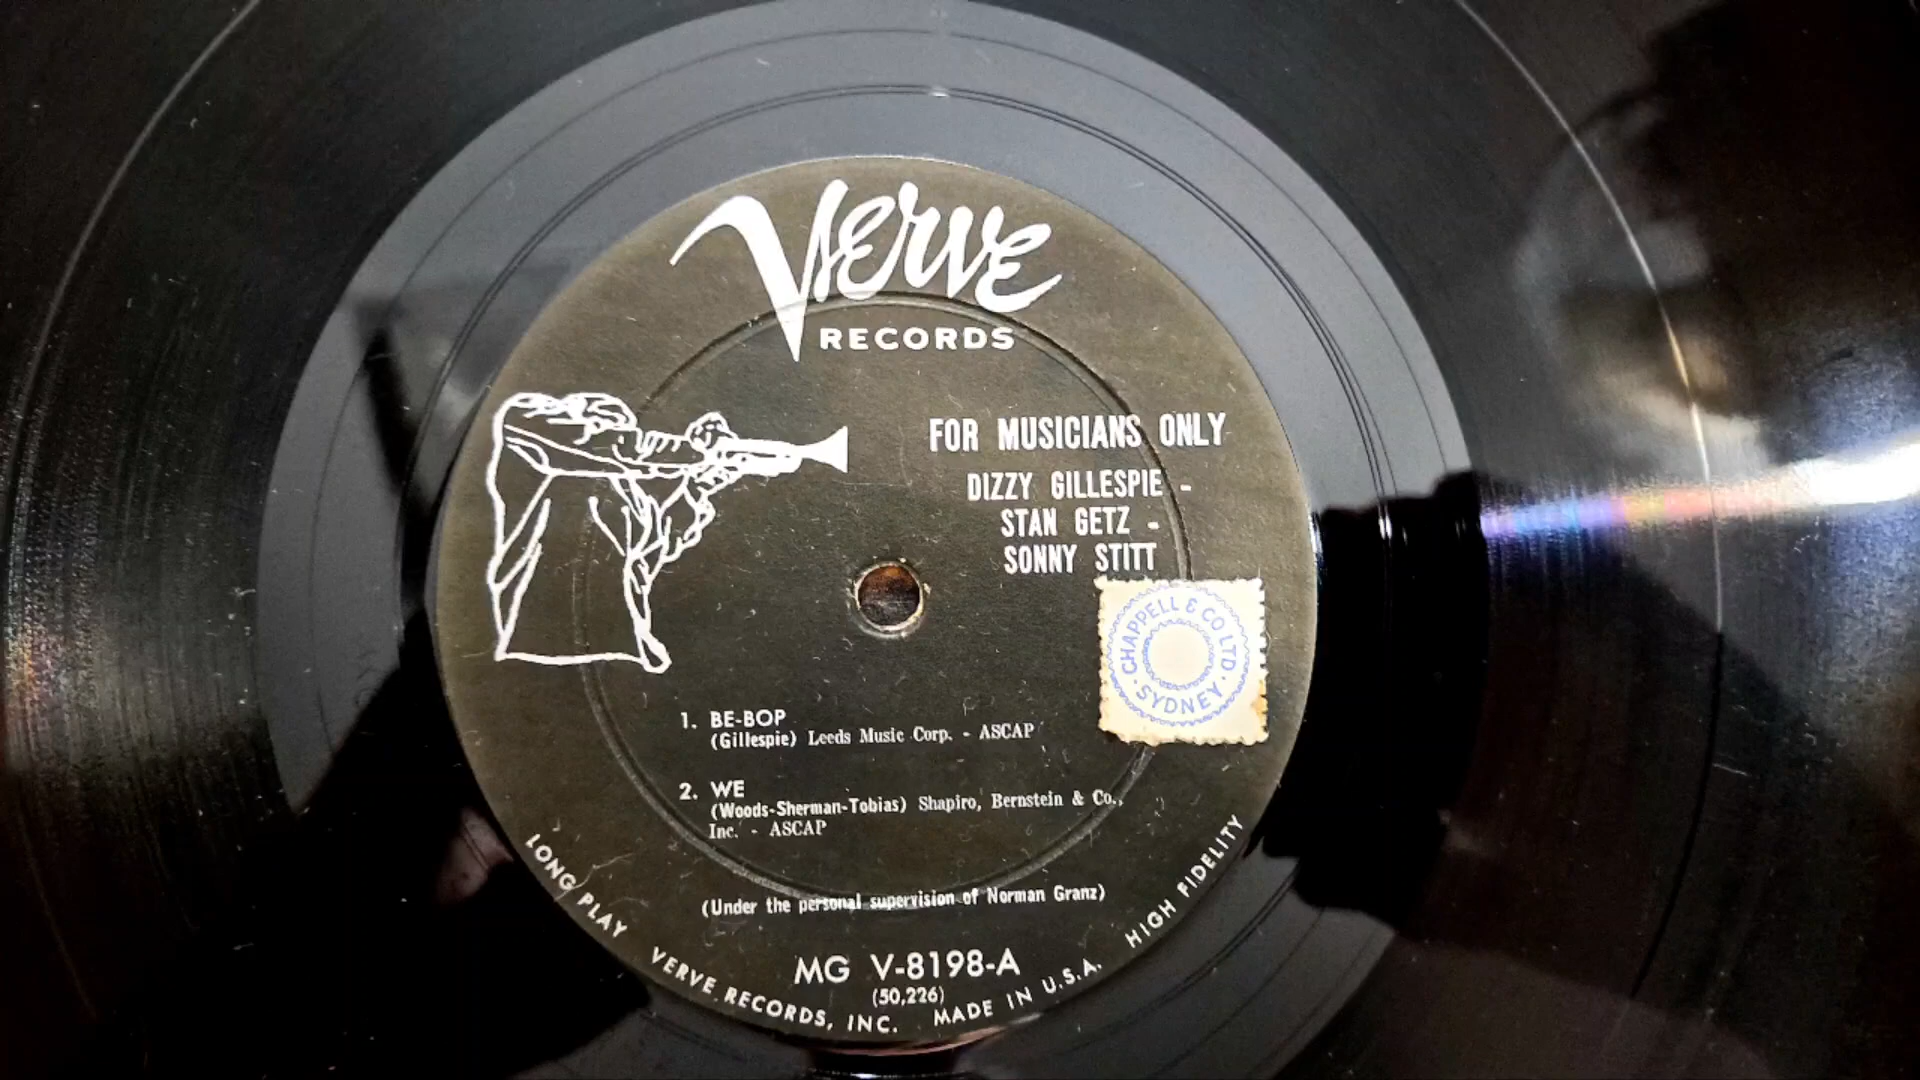 Verve
RECORDS
FOR MUSICIANS ONLY
DIZZY GILLESPIE -
STAN GETZ -
SONNY STITT
CHAPPELL & CO LTD
· SYDNEY ·
1. BE-BOP
(Gillespie) Leeds Music Corp. - ASCAP
2. WE
(Woods-Sherman-Tobias) Shapiro, Bernstein & Co.,
Inc. - ASCAP
(Under the personal supervision of Norman Granz)
MG V-8198-A
(50,226)
LONG PLAY VERVE RECORDS, INC. MADE IN U.S.A. HIGH FIDELITY